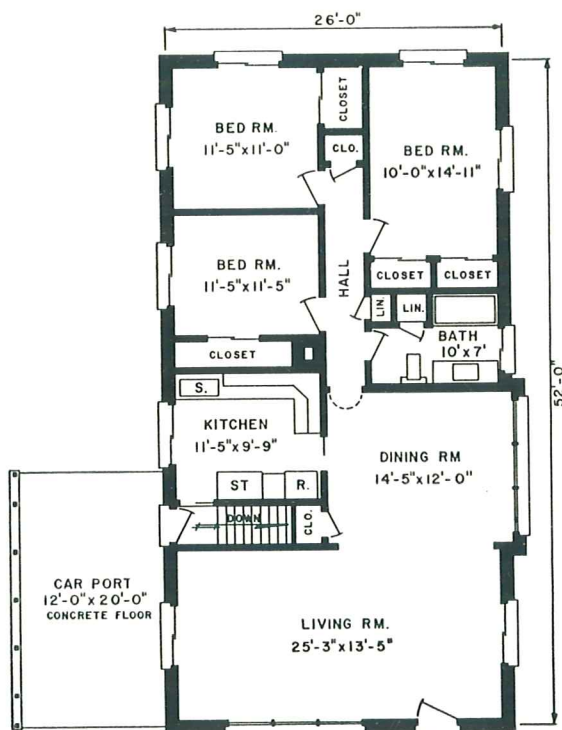 26'-0"
BED RM.
11'-5"x11'-0"
CLOSET
CLO.
BED RM.
10'-0"x14'-11"
BED RM.
11'-5"x11'-5"
HALL
CLOSET
CLOSET
LIN.
LIN.
BATH
10'x7'
CLOSET
52'-0"
S.
KITCHEN
11'-5"x9'-9"
ST
R.
DINING RM
14'-5"x12'-0"
DOWN
CLO.
CAR PORT
12'-0"x20'-0"
CONCRETE FLOOR
LIVING RM.
25'-3"x13'-5"